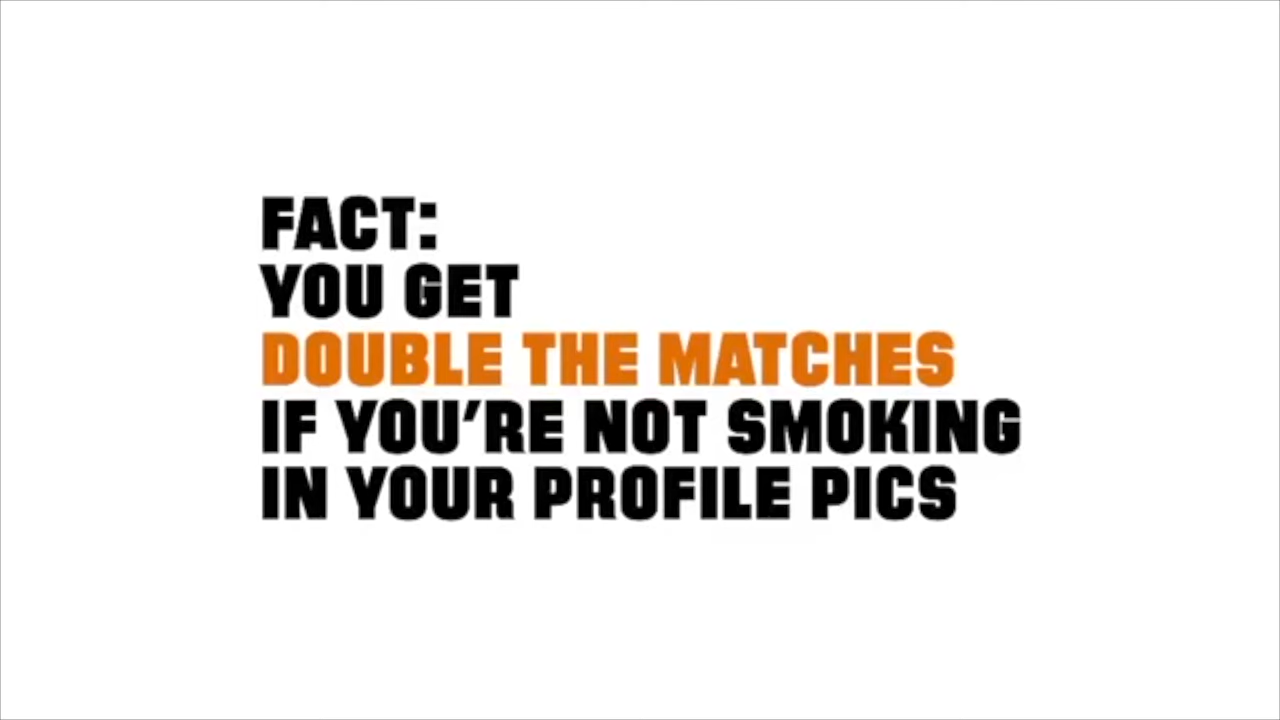 FACT:
YOU GET
DOUBLE THE MATCHES
IF YOU’RE NOT SMOKING
IN YOUR PROFILE PICS